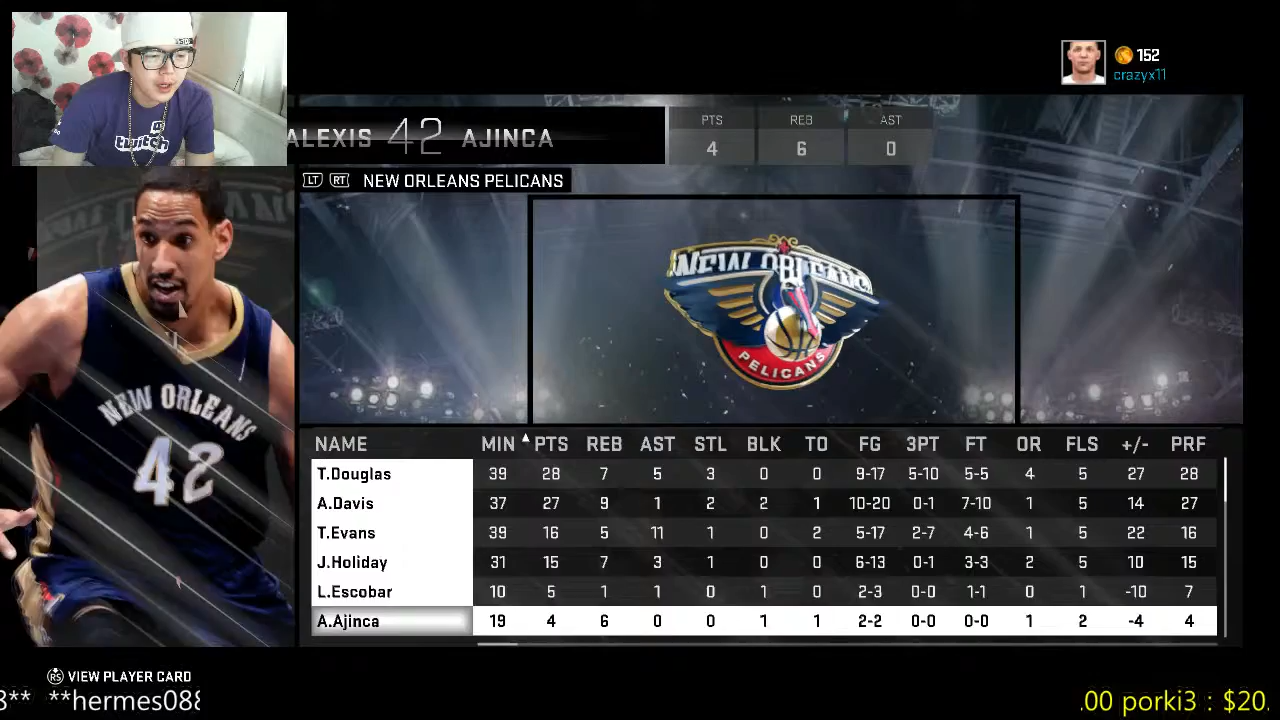 152
crazyx11
twitch
ALEXIS 42 AJINCA
PTS REB AST
4 6 0
LT RT NEW ORLEANS PELICANS
NEW ORLEANS
PELICANS
NEW ORLEANS
42
NAME MIN PTS REB AST STL BLK TO FG 3PT FT OR FLS +/- PRF
T.Douglas 39 28 7 5 3 0 0 9-17 5-10 5-5 4 5 27 28
A.Davis 37 27 9 1 2 2 1 10-20 0-1 7-10 1 5 14 27
T.Evans 39 16 5 11 1 0 2 5-17 2-7 4-6 1 5 22 16
J.Holiday 31 15 7 3 1 0 0 6-13 0-1 3-3 2 5 10 15
L.Escobar 10 5 1 1 0 1 0 2-3 0-0 1-1 0 1 -10 7
A.Ajinca 19 4 6 0 0 1 1 2-2 0-0 0-0 1 2 -4 4
RS VIEW PLAYER CARD
8** **hermes088
.00 porki3 : $20.